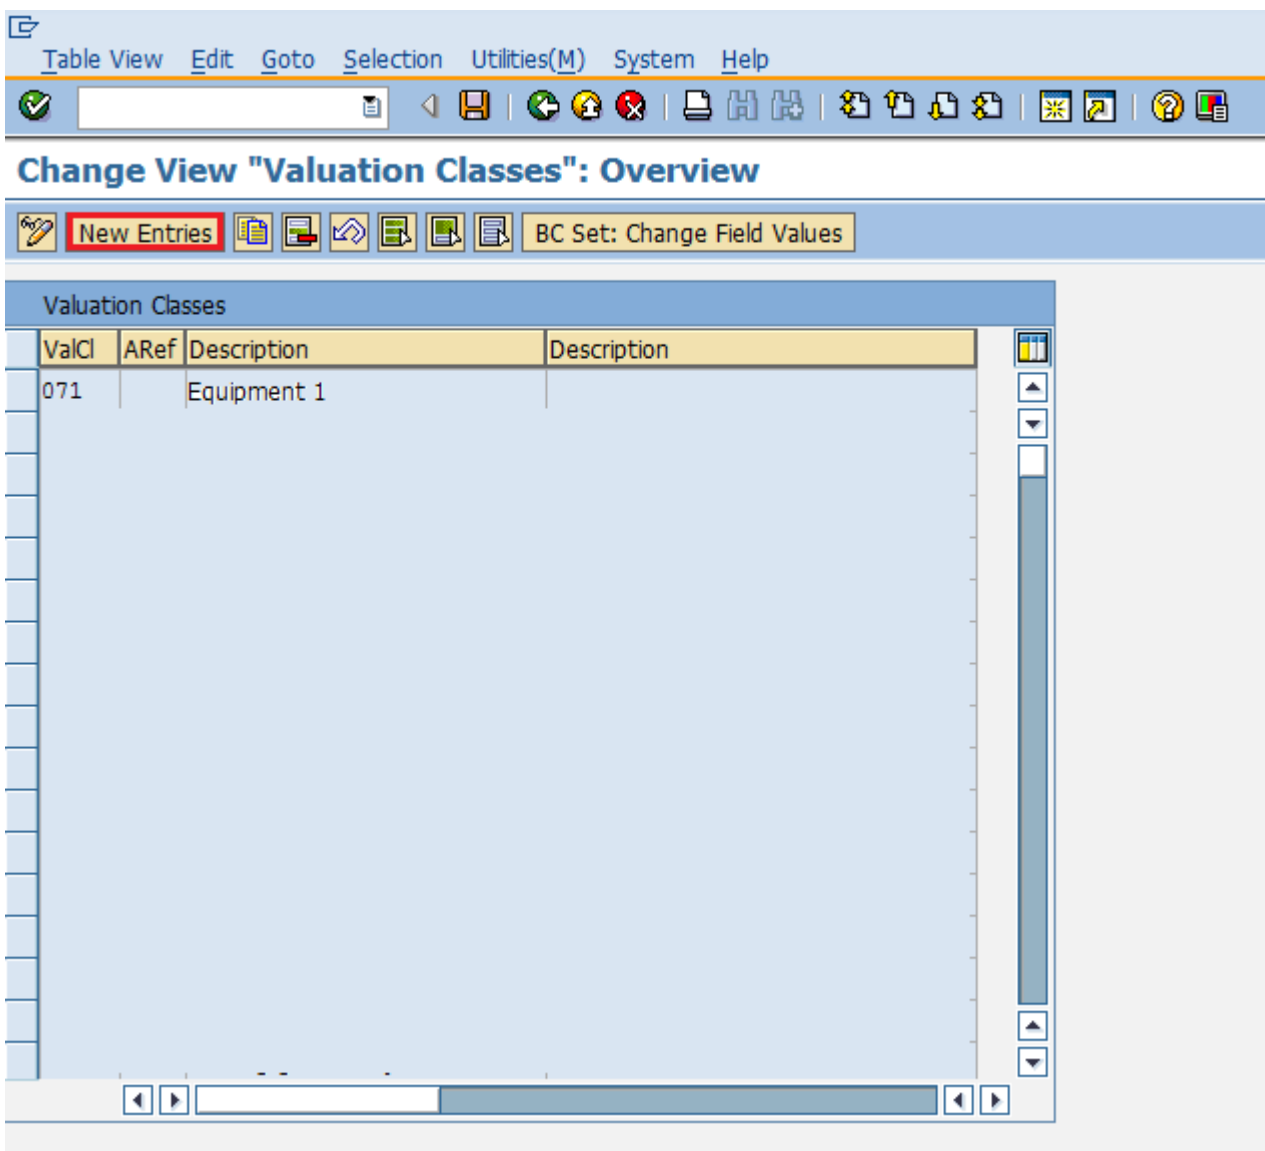 Table View Edit Goto Selection Utilities(M) System Help
Change View "Valuation Classes": Overview
New Entries BC Set: Change Field Values
Valuation Classes
ValCl ARef Description Description
071 Equipment 1